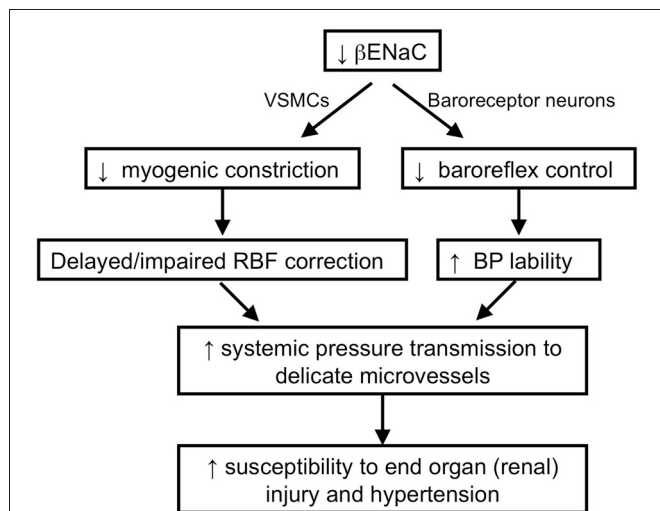 ↓ βENaC
VSMCs
Baroreceptor neurons
↓ myogenic constriction
↓ baroreflex control
Delayed/impaired RBF correction
↑ BP lability
↑ systemic pressure transmission to
delicate microvessels
↑ susceptibility to end organ (renal)
injury and hypertension